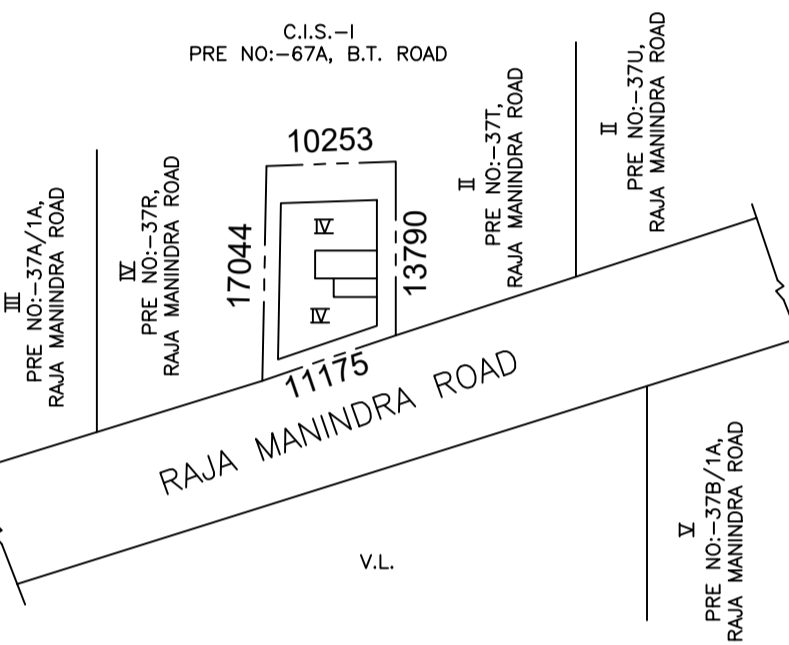 C.I.S.-I
PRE NO:-67A, B.T. ROAD
III
PRE NO:-37A/1A,
RAJA MANINDRA ROAD
IV
PRE NO:-37R,
RAJA MANINDRA ROAD
10253
17044
IV
IV
13790
11175
II
PRE NO:-37T,
RAJA MANINDRA ROAD
II
PRE NO:-37U,
RAJA MANINDRA ROAD
RAJA MANINDRA ROAD
V.L.
V
PRE NO:-37B/1A,
RAJA MANINDRA ROAD